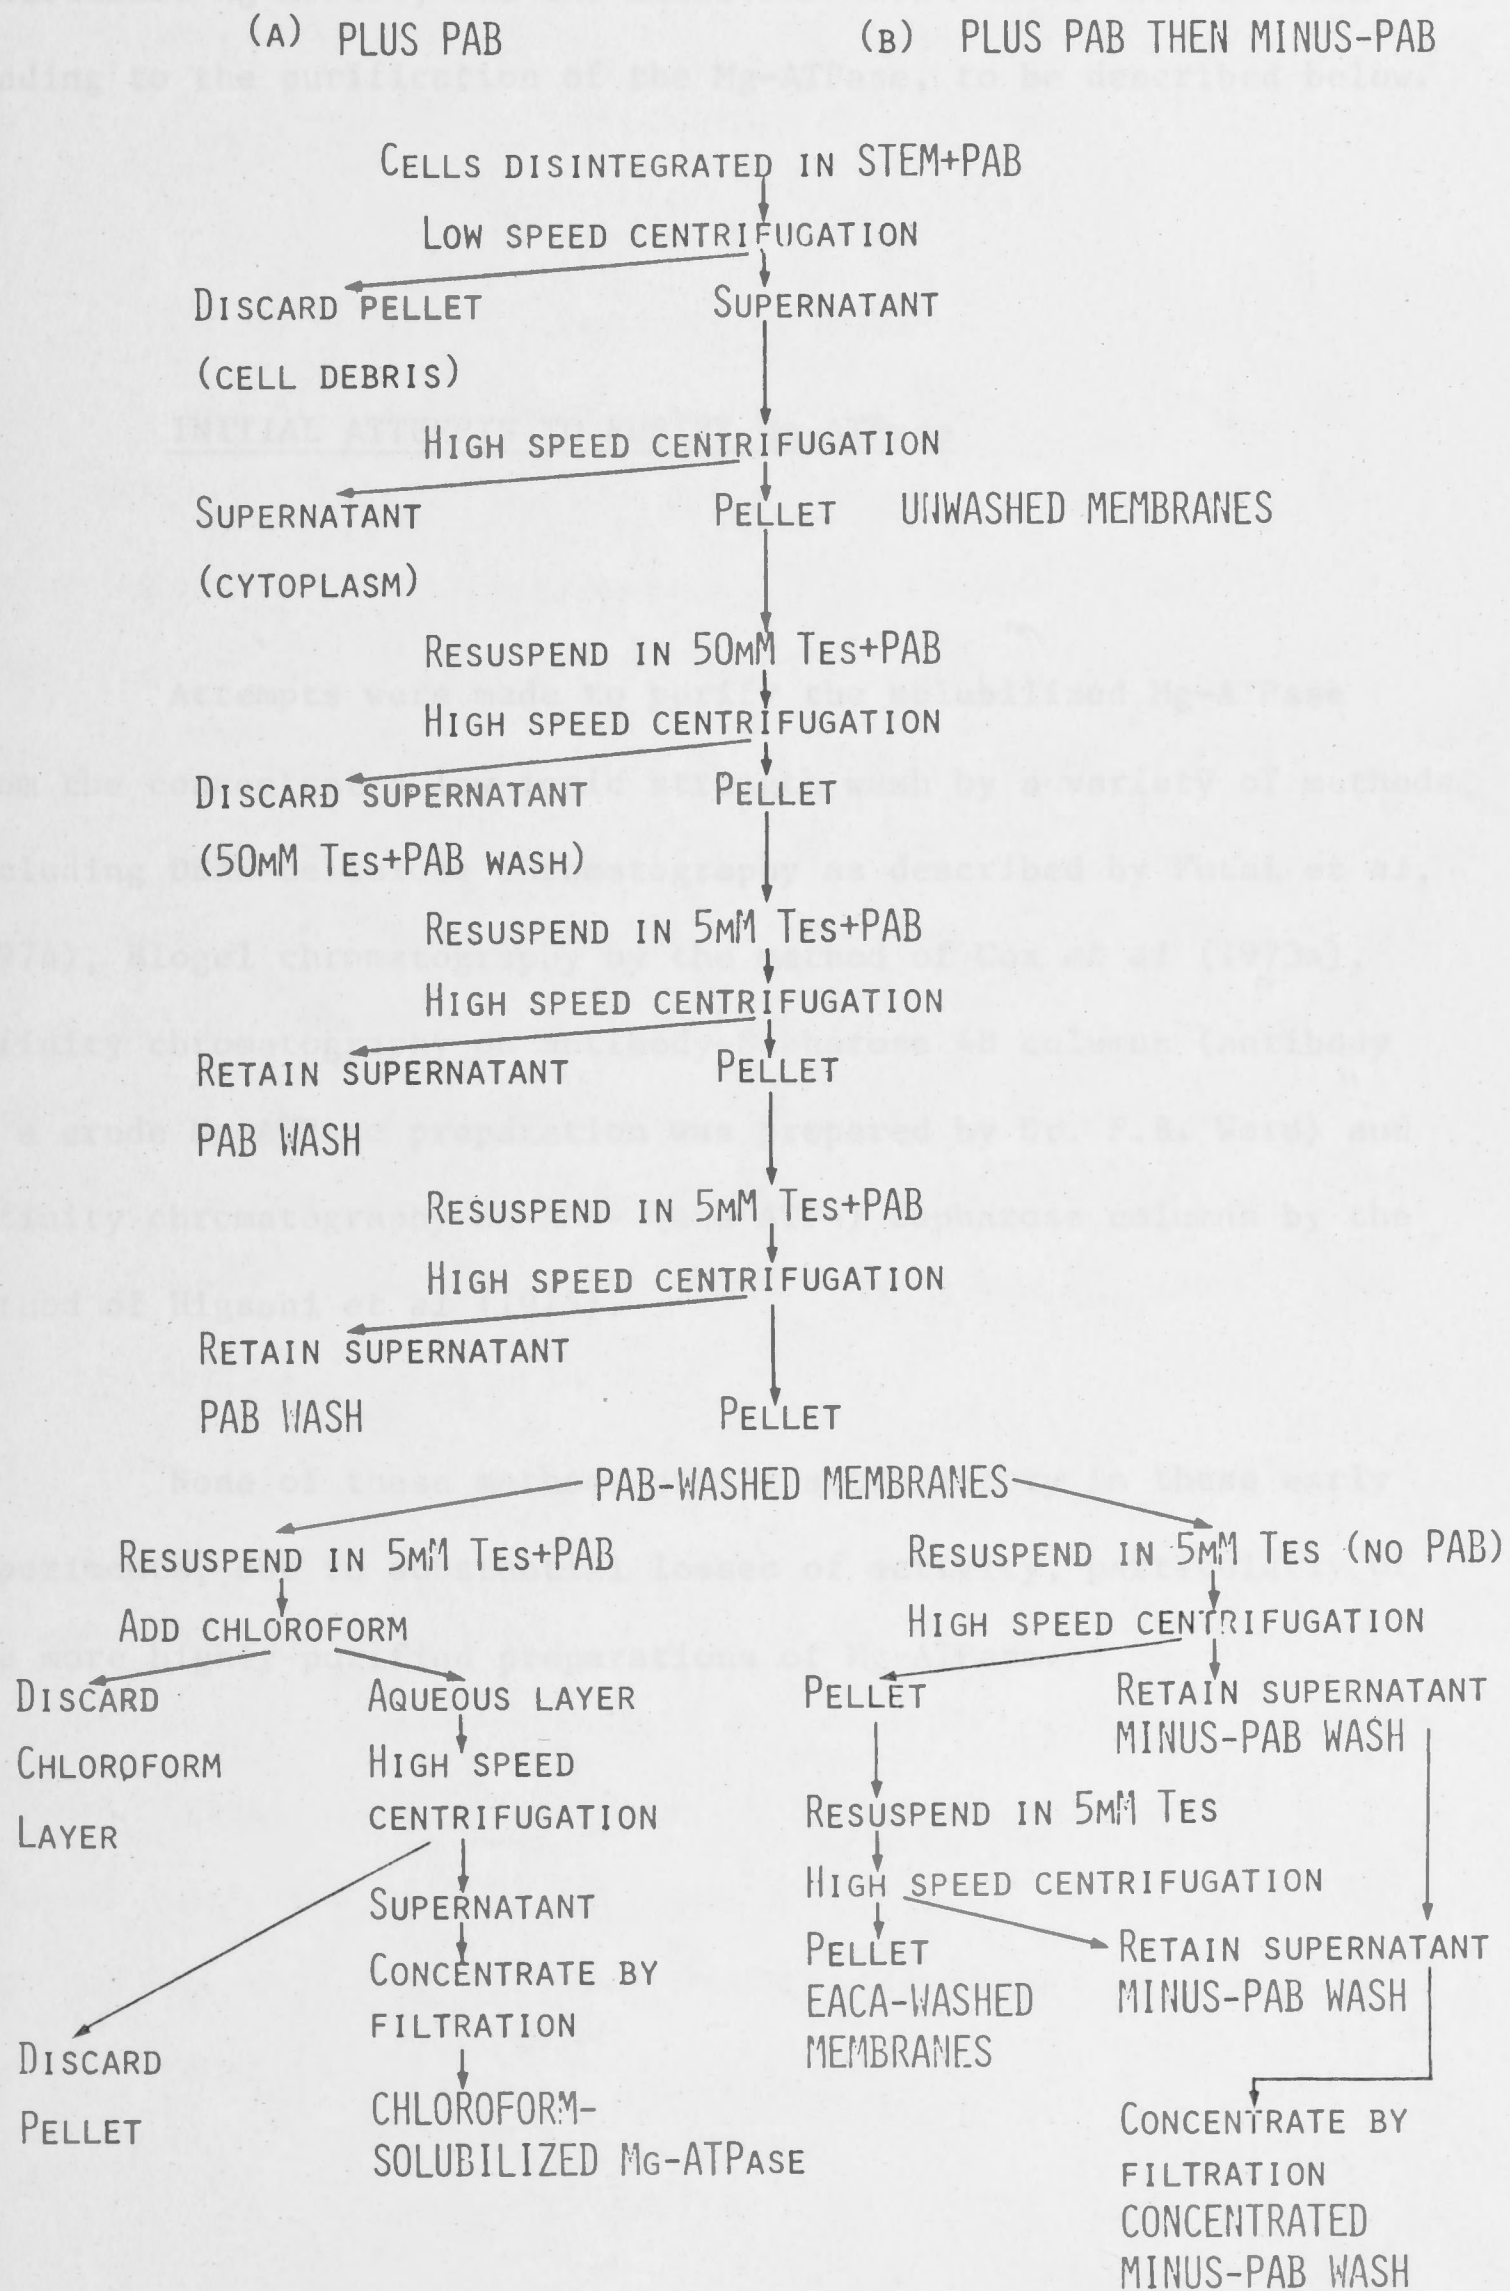 (A) PLUS PAB
(B) PLUS PAB THEN MINUS-PAB
CELLS DISINTEGRATED IN STEM+PAB
LOW SPEED CENTRIFUGATION
DISCARD PELLET
(CELL DEBRIS)
SUPERNATANT
HIGH SPEED CENTRIFUGATION
SUPERNATANT
(CYTOPLASM)
PELLET UNWASHED MEMBRANES
RESUSPEND IN 50MM TES+PAB
HIGH SPEED CENTRIFUGATION
DISCARD SUPERNATANT
(50MM TES+PAB WASH)
PELLET
RESUSPEND IN 5MM TES+PAB
HIGH SPEED CENTRIFUGATION
RETAIN SUPERNATANT
PAB WASH
PELLET
RESUSPEND IN 5MM TES+PAB
HIGH SPEED CENTRIFUGATION
RETAIN SUPERNATANT
PAB WASH
PELLET
PAB-WASHED MEMBRANES
RESUSPEND IN 5MM TES+PAB
ADD CHLOROFORM
DISCARD
CHLOROFORM
LAYER
AQUEOUS LAYER
HIGH SPEED
CENTRIFUGATION
SUPERNATANT
CONCENTRATE BY
FILTRATION
DISCARD
PELLET
CHLOROFORM-
SOLUBILIZED MG-ATPASE
RESUSPEND IN 5MM TES (NO PAB)
HIGH SPEED CENTRIFUGATION
PELLET
RETAIN SUPERNATANT
MINUS-PAB WASH
RESUSPEND IN 5MM TES
HIGH SPEED CENTRIFUGATION
PELLET
EACA-WASHED
MEMBRANES
RETAIN SUPERNATANT
MINUS-PAB WASH
CONCENTRATE BY
FILTRATION
CONCENTRATED
MINUS-PAB WASH